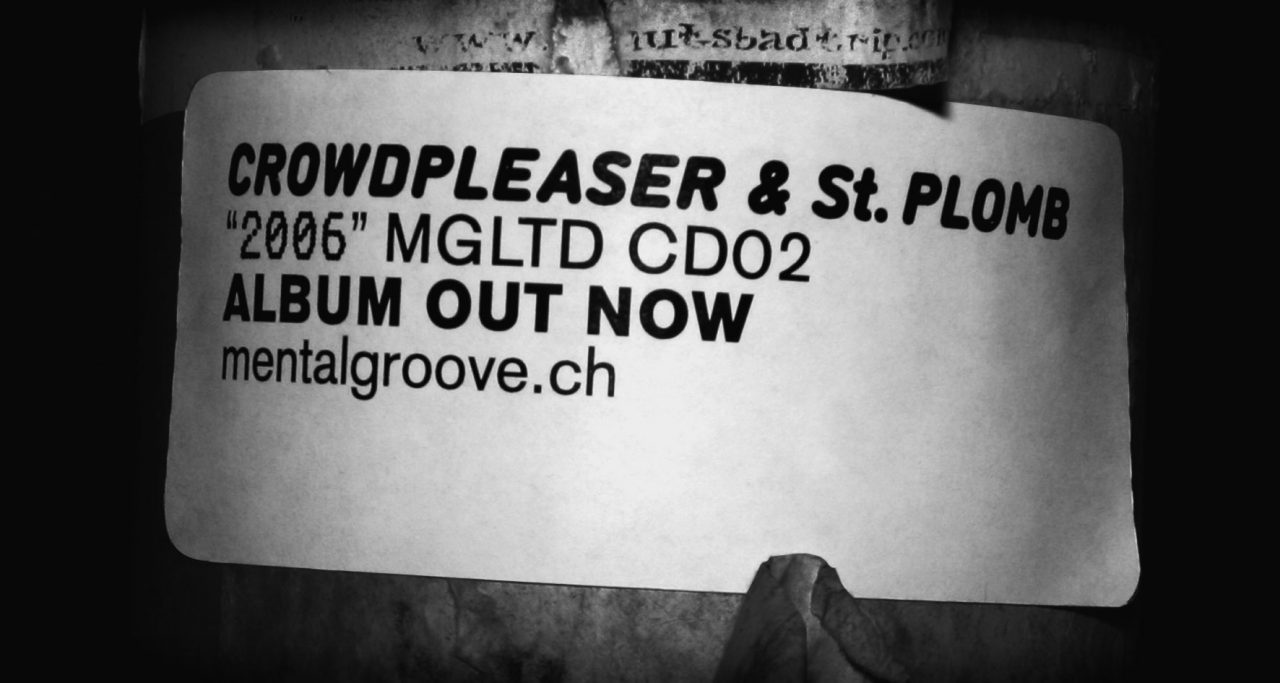 CROWDPLEASER & St. PLOMB
“2006” MGLTD CD02
ALBUM OUT NOW
mentalgroove.ch